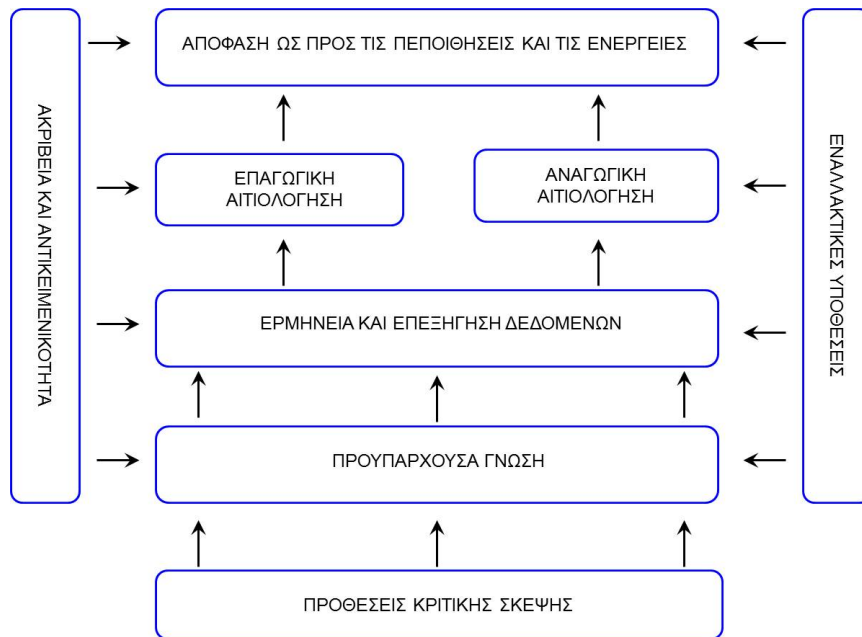 ΑΠΟΦΑΣΗ ΩΣ ΠΡΟΣ ΤΙΣ ΠΕΠΟΙΘΗΣΕΙΣ ΚΑΙ ΤΙΣ ΕΝΕΡΓΕΙΕΣ
ΑΚΡΙΒΕΙΑ ΚΑΙ ΑΝΤΙΚΕΙΜΕΝΙΚΟΤΗΤΑ
ΕΠΑΓΩΓΙΚΗ
ΑΙΤΙΟΛΟΓΗΣΗ
ΑΝΑΓΩΓΙΚΗ
ΑΙΤΙΟΛΟΓΗΣΗ
ΕΝΑΛΛΑΚΤΙΚΕΣ ΥΠΟΘΕΣΕΙΣ
ΕΡΜΗΝΕΙΑ ΚΑΙ ΕΠΕΞΗΓΗΣΗ ΔΕΔΟΜΕΝΩΝ
ΠΡΟΥΠΑΡΧΟΥΣΑ ΓΝΩΣΗ
ΠΡΟΘΕΣΕΙΣ ΚΡΙΤΙΚΗΣ ΣΚΕΨΗΣ